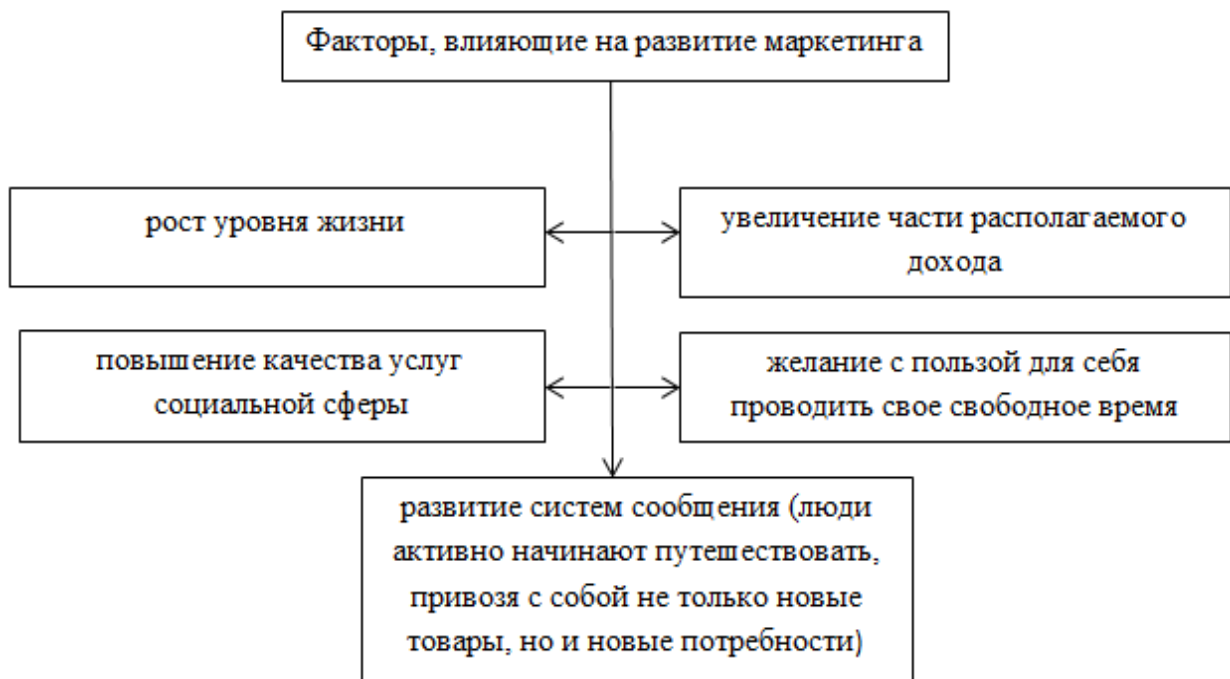 Факторы, влияющие на развитие маркетинга
рост уровня жизни
увеличение части располагаемого
дохода
повышение качества услуг
социальной сферы
желание с пользой для себя
проводить свое свободное время
развитие систем сообщения (люди
активно начинают путешествовать,
привозя с собой не только новые
товары, но и новые потребности)